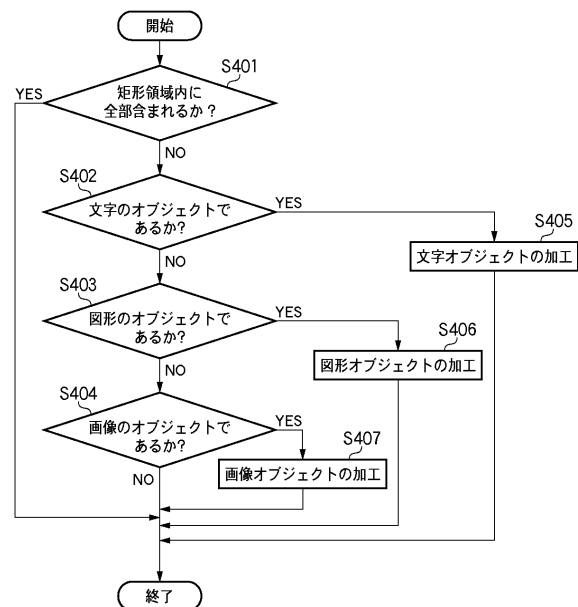 開始
S401
矩形領域内に
全部含まれるか？
YES
NO
S402
文字のオブジェクトで
あるか?
YES
NO
S405
文字オブジェクトの加工
S403
図形のオブジェクトで
あるか?
YES
NO
S406
図形オブジェクトの加工
S404
画像のオブジェクトで
あるか?
YES
NO
S407
画像オブジェクトの加工
終了